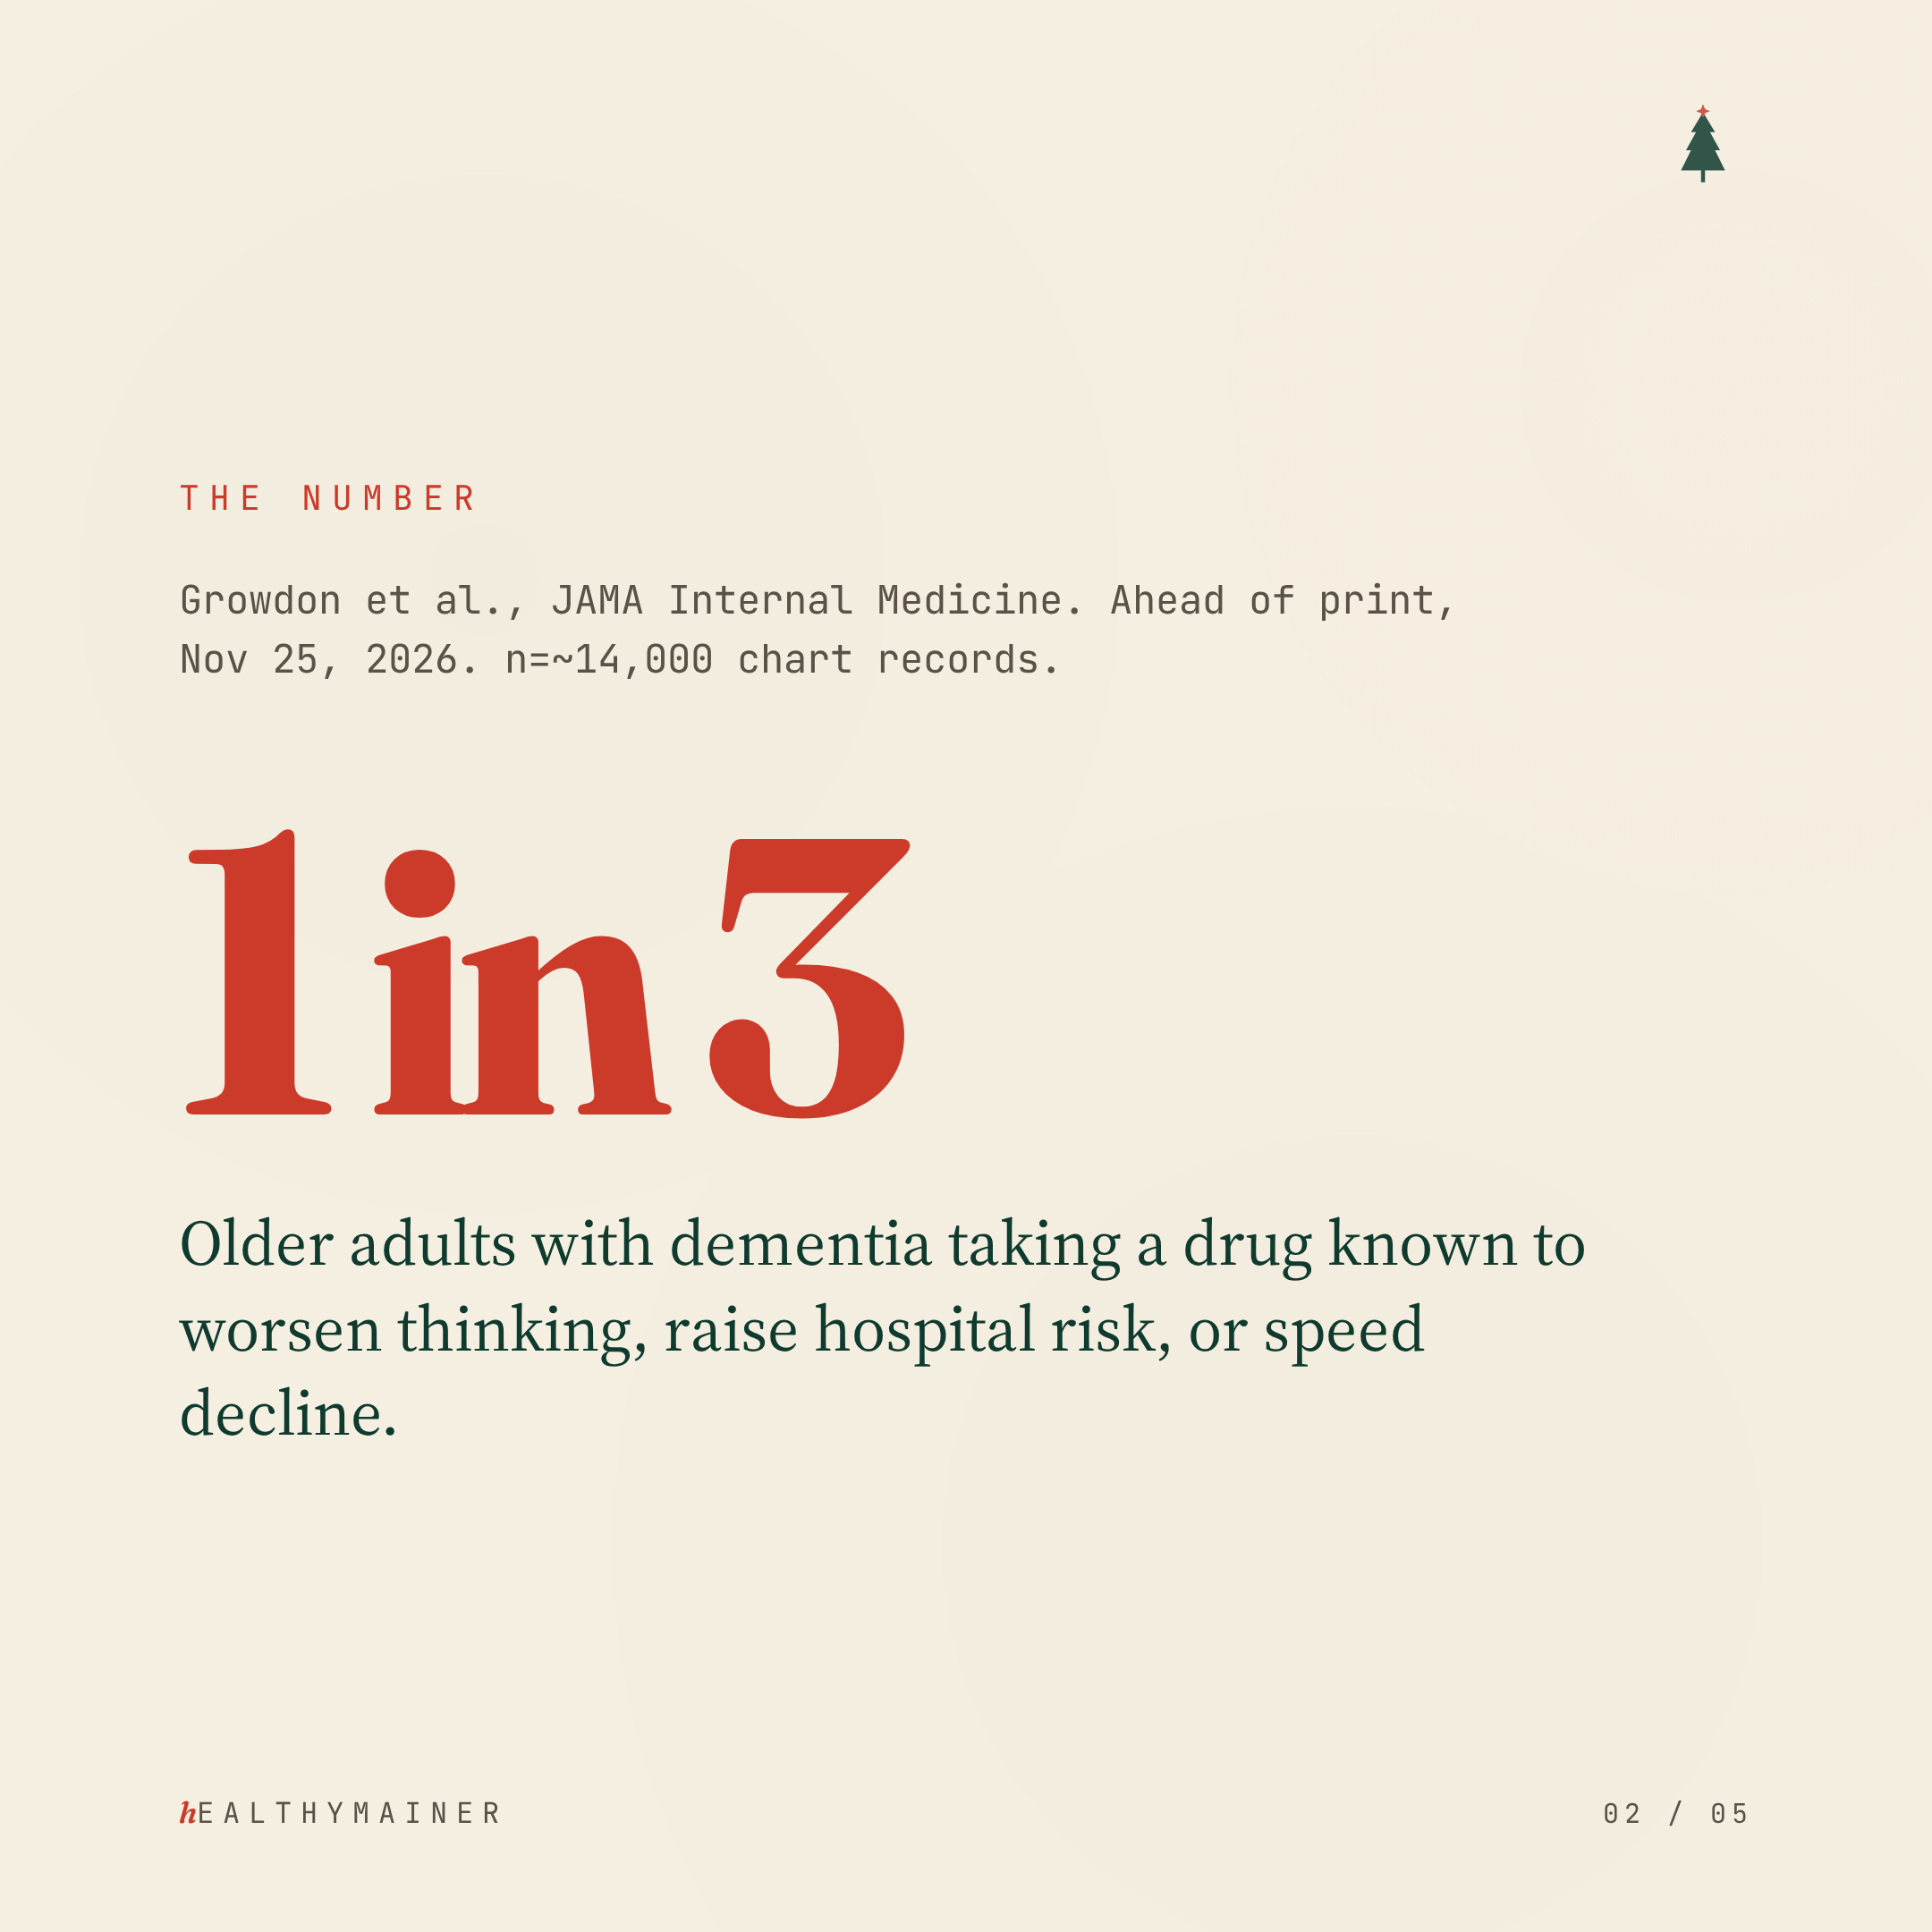 THE NUMBER
Growdon et al., JAMA Internal Medicine. Ahead of print,
Nov 25, 2026. n=~14,000 chart records.
1 in 3
Older adults with dementia taking a drug known to
worsen thinking, raise hospital risk, or speed
decline.
hEALTHYMAINER
02 / 05